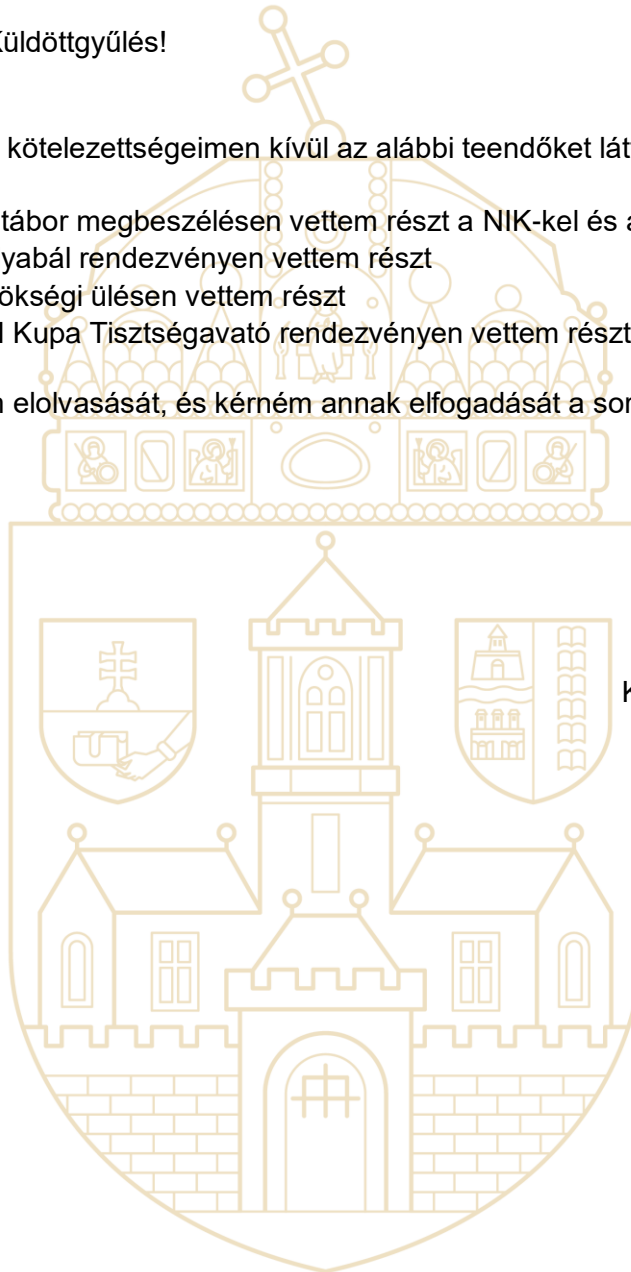 Küldöttgyűlés!
kötelezettségeimen kívül az alábbi teendőket lát
tábor megbeszélésen vettem részt a NIK-kel és a
yabál rendezvényen vettem részt
ökségi ülésen vettem részt
Kupa Tisztségavató rendezvényen vettem részt
elolvasását, és kérném annak elfogadását a sor
K